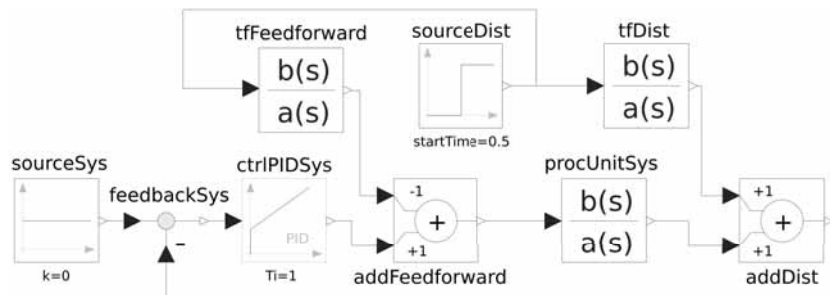 tfFeedforward
sourceDist
tfDist
b(s)
a(s)
b(s)
a(s)
startTime=0.5
sourceSys
feedbackSys
ctrlPIDSys
procUnitSys
-1
+1
+
PID
b(s)
a(s)
+1
+1
+
–
k=0
Ti=1
addFeedforward
addDist